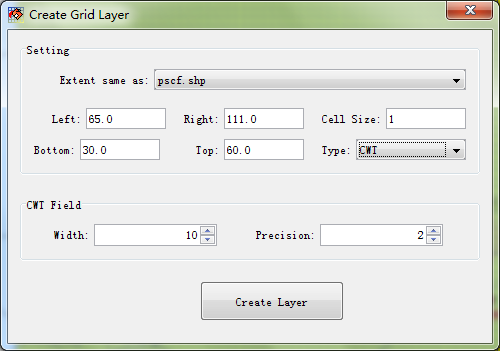 Create Grid Layer
Setting
Extent same as: pscf.shp
Left: 65.0 Right: 111.0 Cell Size: 1
Bottom: 30.0 Top: 60.0 Type: CWT
CWT Field
Width: 10 Precision: 2
Create Layer